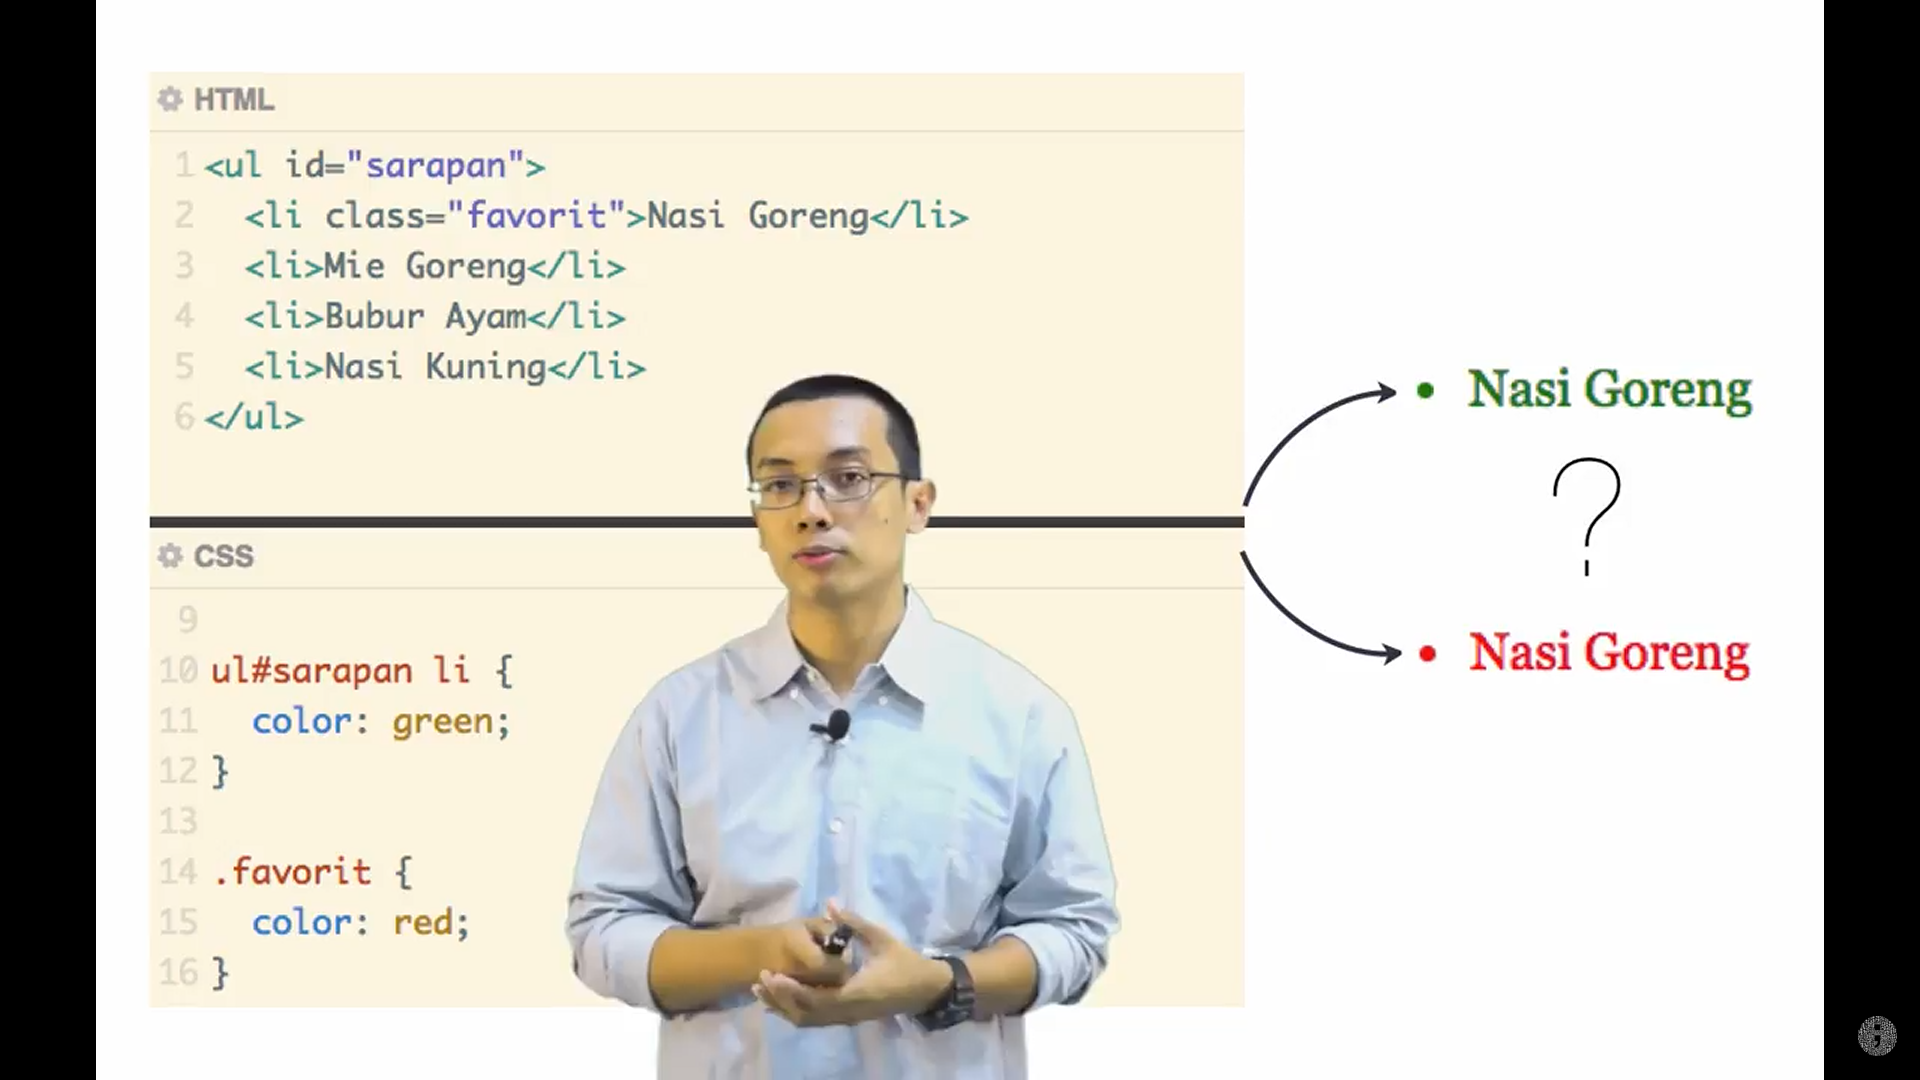 HTML
1 <ul id="sarapan">
2   <li class="favorit">Nasi Goreng</li>
3   <li>Mie Goreng</li>
4   <li>Bubur Ayam</li>
5   <li>Nasi Kuning</li>
6 </ul>
CSS
9
10 ul#sarapan li {
11   color: green;
12 }
13
14 .favorit {
15   color: red;
16 }
• Nasi Goreng
?
• Nasi Goreng